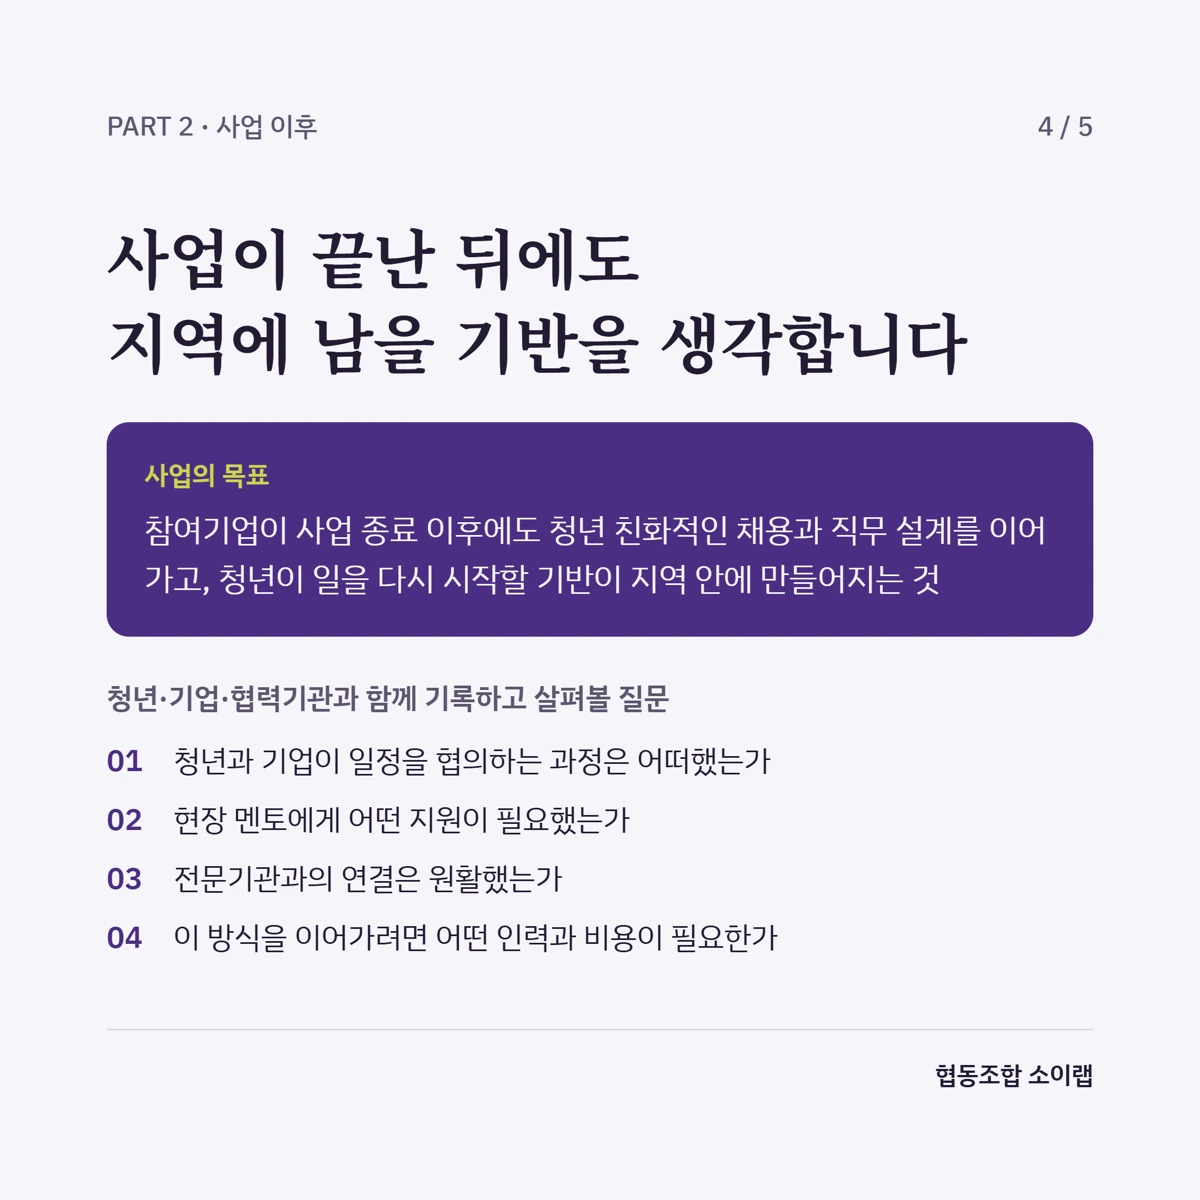 PART 2 · 사업 이후
4 / 5
사업이 끝난 뒤에도
지역에 남을 기반을 생각합니다
사업의 목표
참여기업이 사업 종료 이후에도 청년 친화적인 채용과 직무 설계를 이어
가고, 청년이 일을 다시 시작할 기반이 지역 안에 만들어지는 것
청년·기업·협력기관과 함께 기록하고 살펴볼 질문
01 청년과 기업이 일정을 협의하는 과정은 어떠했는가
02 현장 멘토에게 어떤 지원이 필요했는가
03 전문기관과의 연결은 원활했는가
04 이 방식을 이어가려면 어떤 인력과 비용이 필요한가
협동조합 소이랩